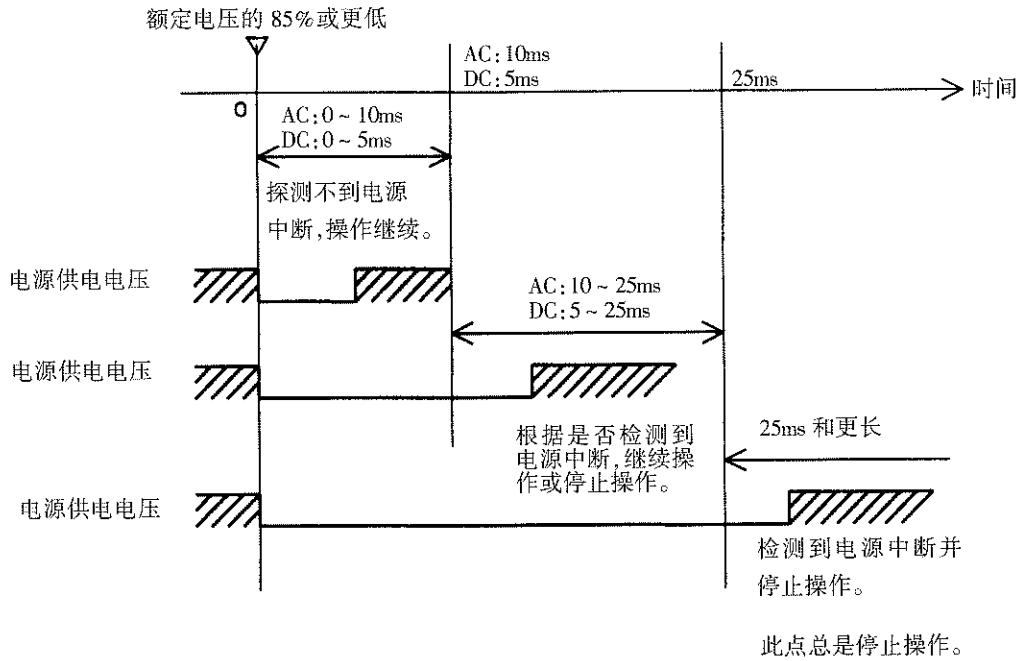 额定电压的 85%或更低
AC:10ms
DC:5ms
25ms
时间
0
AC:0~10ms
DC:0~5ms
探测不到电源
中断,操作继续。
电源供电电压
AC:10~25ms
DC:5~25ms
电源供电电压
根据是否检测到
电源中断,继续操
作或停止操作。
25ms 和更长
电源供电电压
检测到电源中断并
停止操作。
此点总是停止操作。